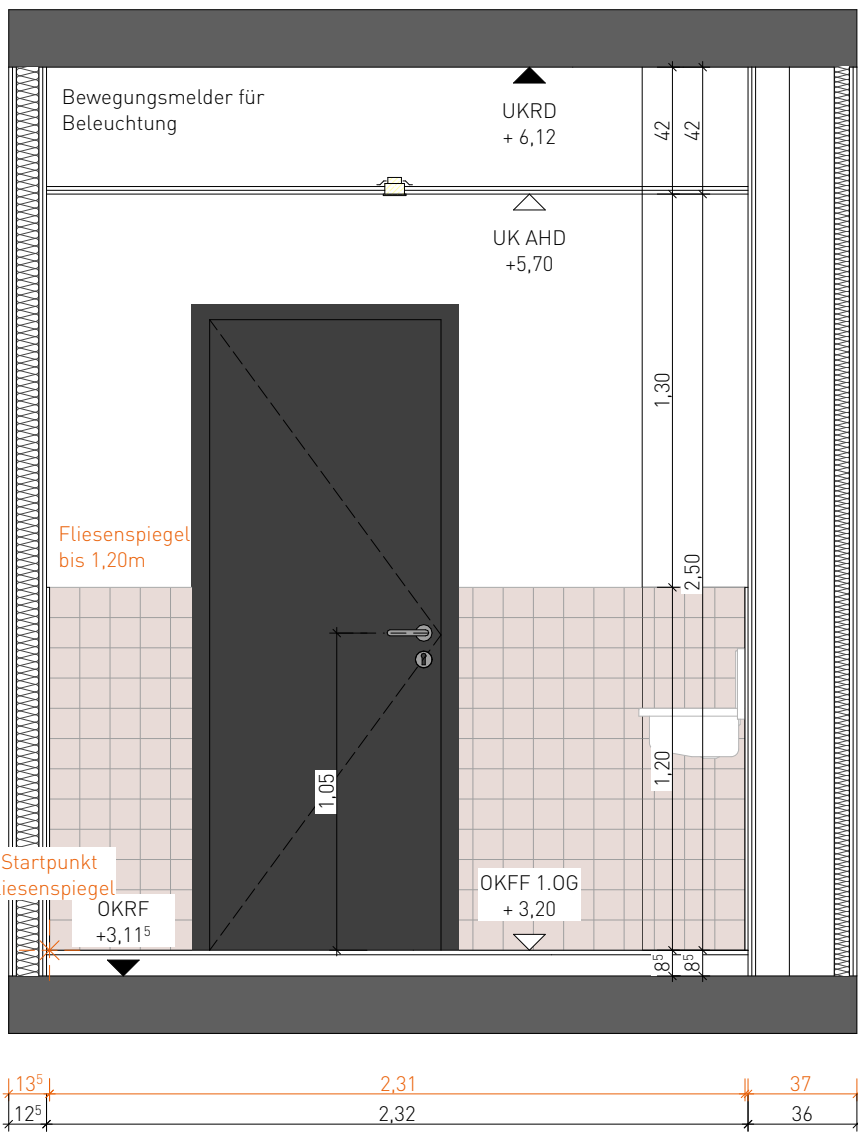 Bewegungsmelder für
Beleuchtung
UKRD
+ 6,12
42
42
UK AHD
+5,70
1,30
Fliesenspiegel
bis 1,20m
2,50
1,20
1,05
Startpunkt
liesenspiegel
OKRF
+3,11⁵
OKFF 1.OG
+ 3,20
8⁵
8⁵
13⁵
2,31
37
12⁵
2,32
36